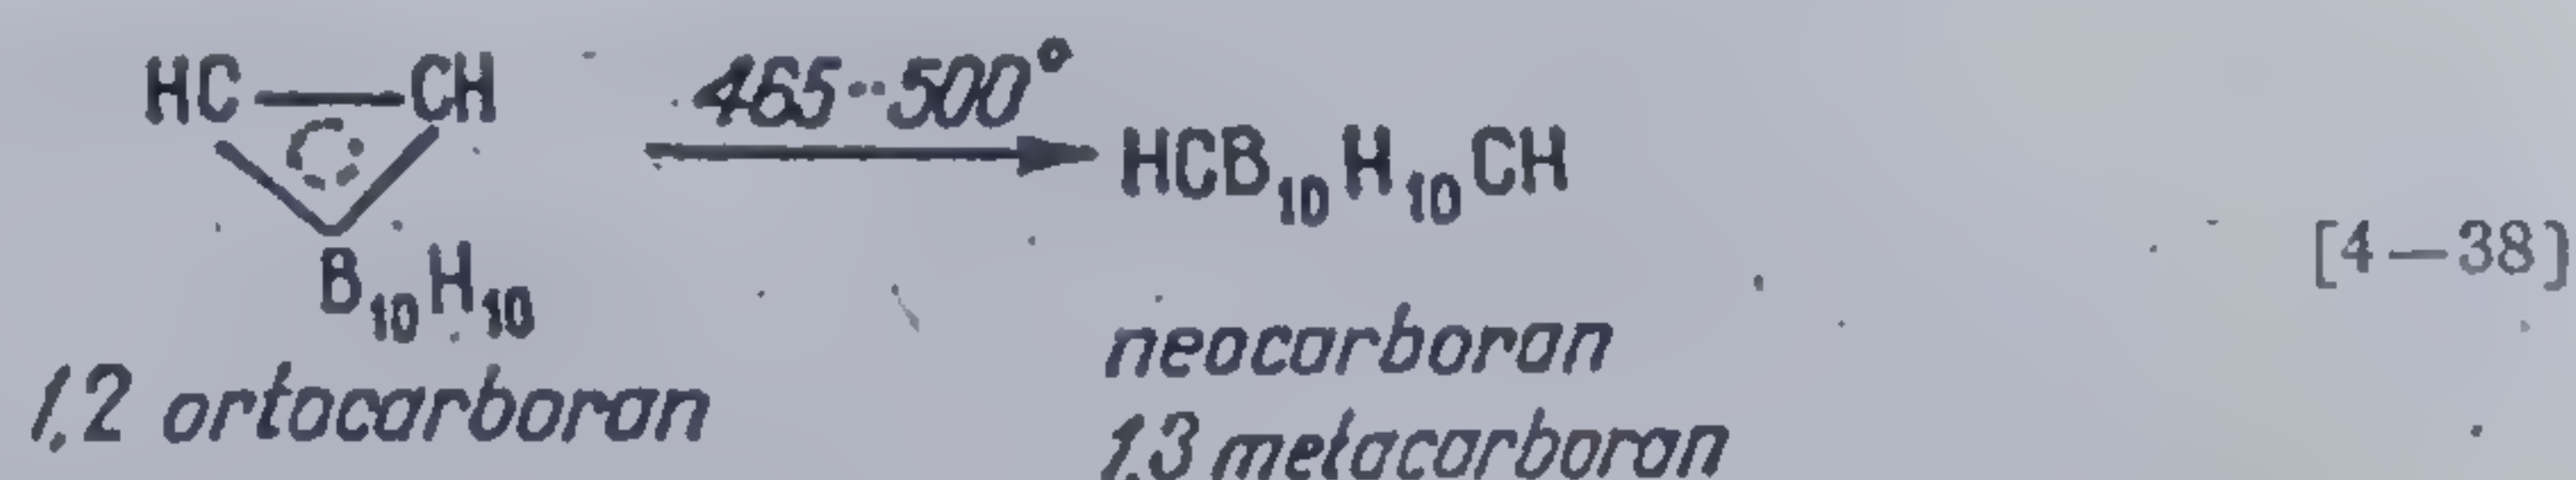 HC — CH
465··500°
HCB₁₀H₁₀CH
[4—38]
B₁₀H₁₀
neocarboran
1,2 ortocarboran
1,3 metacarboran